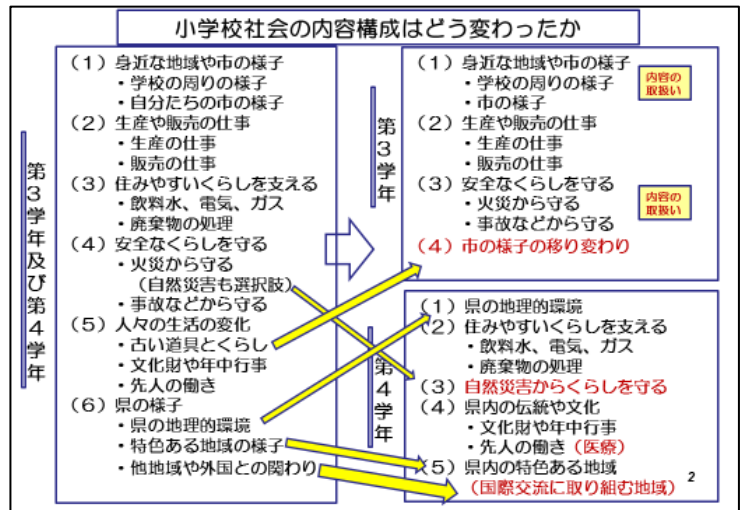 小学校社会の内容構成はどう変わったか
第3学年及び第4学年
(1)身近な地域や市の様子
・学校の周りの様子
・自分たちの市の様子
(2)生産や販売の仕事
・生産の仕事
・販売の仕事
(3)住みやすいくらしを支える
・飲料水、電気、ガス
・廃棄物の処理
(4)安全なくらしを守る
・火災から守る
(自然災害も選択肢)
・事故などから守る
(5)人々の生活の変化
・古い道具とくらし
・文化財や年中行事
・先人の働き
(6)県の様子
・県の地理的環境
・特色ある地域の様子
・他地域や外国との関わり
第3学年
(1)身近な地域や市の様子
・学校の周りの様子
・市の様子
内容の
取扱い
(2)生産や販売の仕事
・生産の仕事
・販売の仕事
(3)安全なくらしを守る
・火災から守る
・事故などから守る
内容の
取扱い
(4)市の様子の移り変わり
第4学年
(1)県の地理的環境
(2)住みやすいくらしを支える
・飲料水、電気、ガス
・廃棄物の処理
(3)自然災害からくらしを守る
(4)県内の伝統や文化
・文化財や年中行事
・先人の働き(医療)
(5)県内の特色ある地域
(国際交流に取り組む地域)
2